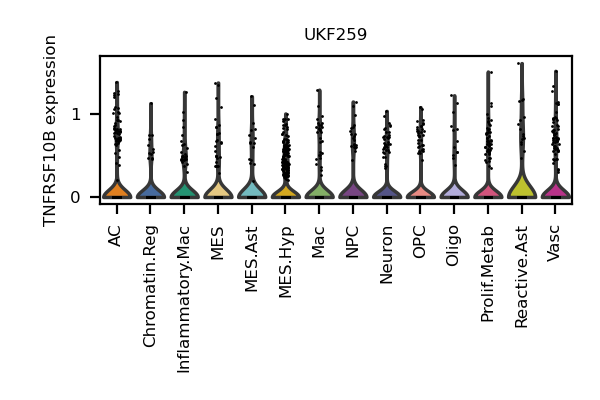 UKF259
TNFRSF10B expression
1
0
AC
Chromatin.Reg
Inflammatory.Mac
MES
MES.Ast
MES.Hyp
Mac
NPC
Neuron
OPC
Oligo
Prolif.Metab
Reactive.Ast
Vasc